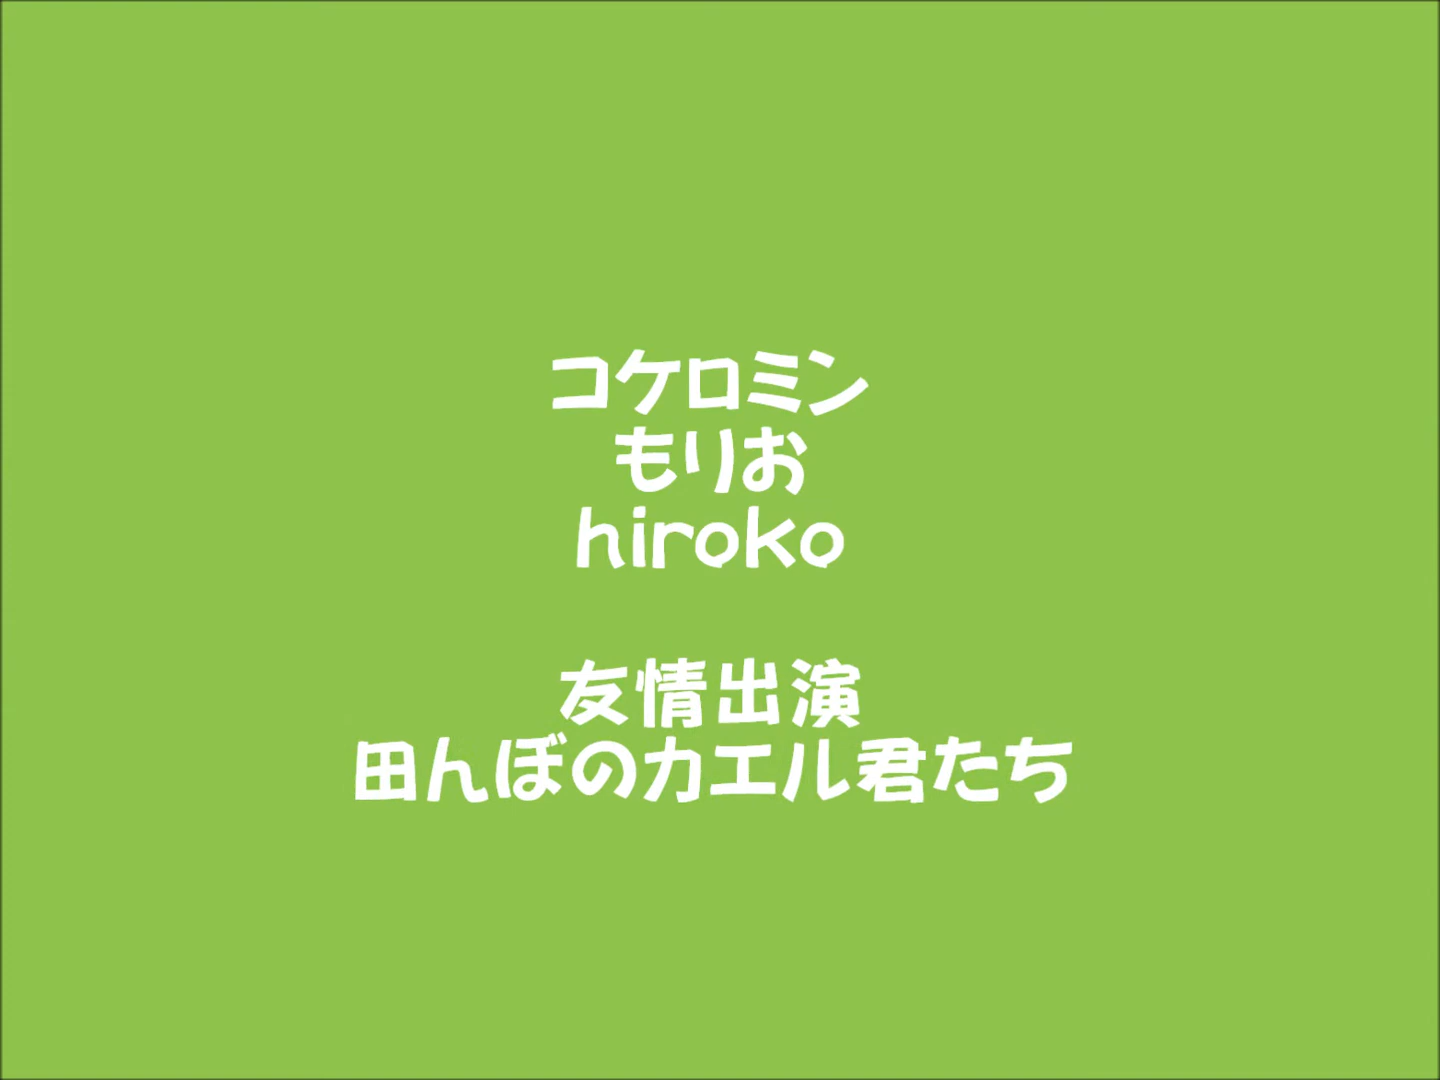 コケロミン
もりお
hiroko
友情出演
田んぼのカエル君たち